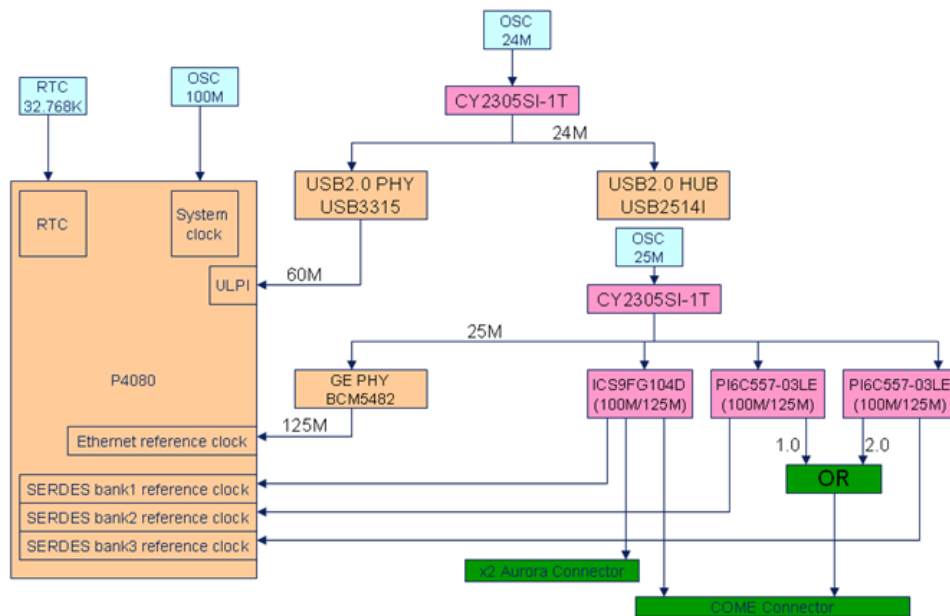 OSC
24M
RTC
32.768K
OSC
100M
CY2305SI-1T
24M
USB2.0 PHY
USB3315
USB2.0 HUB
USB2514I
RTC
System
clock
OSC
25M
ULPI
60M
CY2305SI-1T
25M
P4080
GE PHY
BCM5482
ICS9FG104D
(100M/125M)
PI6C557-03LE
(100M/125M)
PI6C557-03LE
(100M/125M)
125M
Ethernet reference clock
1.0
2.0
OR
SERDES bank1 reference clock
SERDES bank2 reference clock
SERDES bank3 reference clock
x2 Aurora Connector
COME Connector